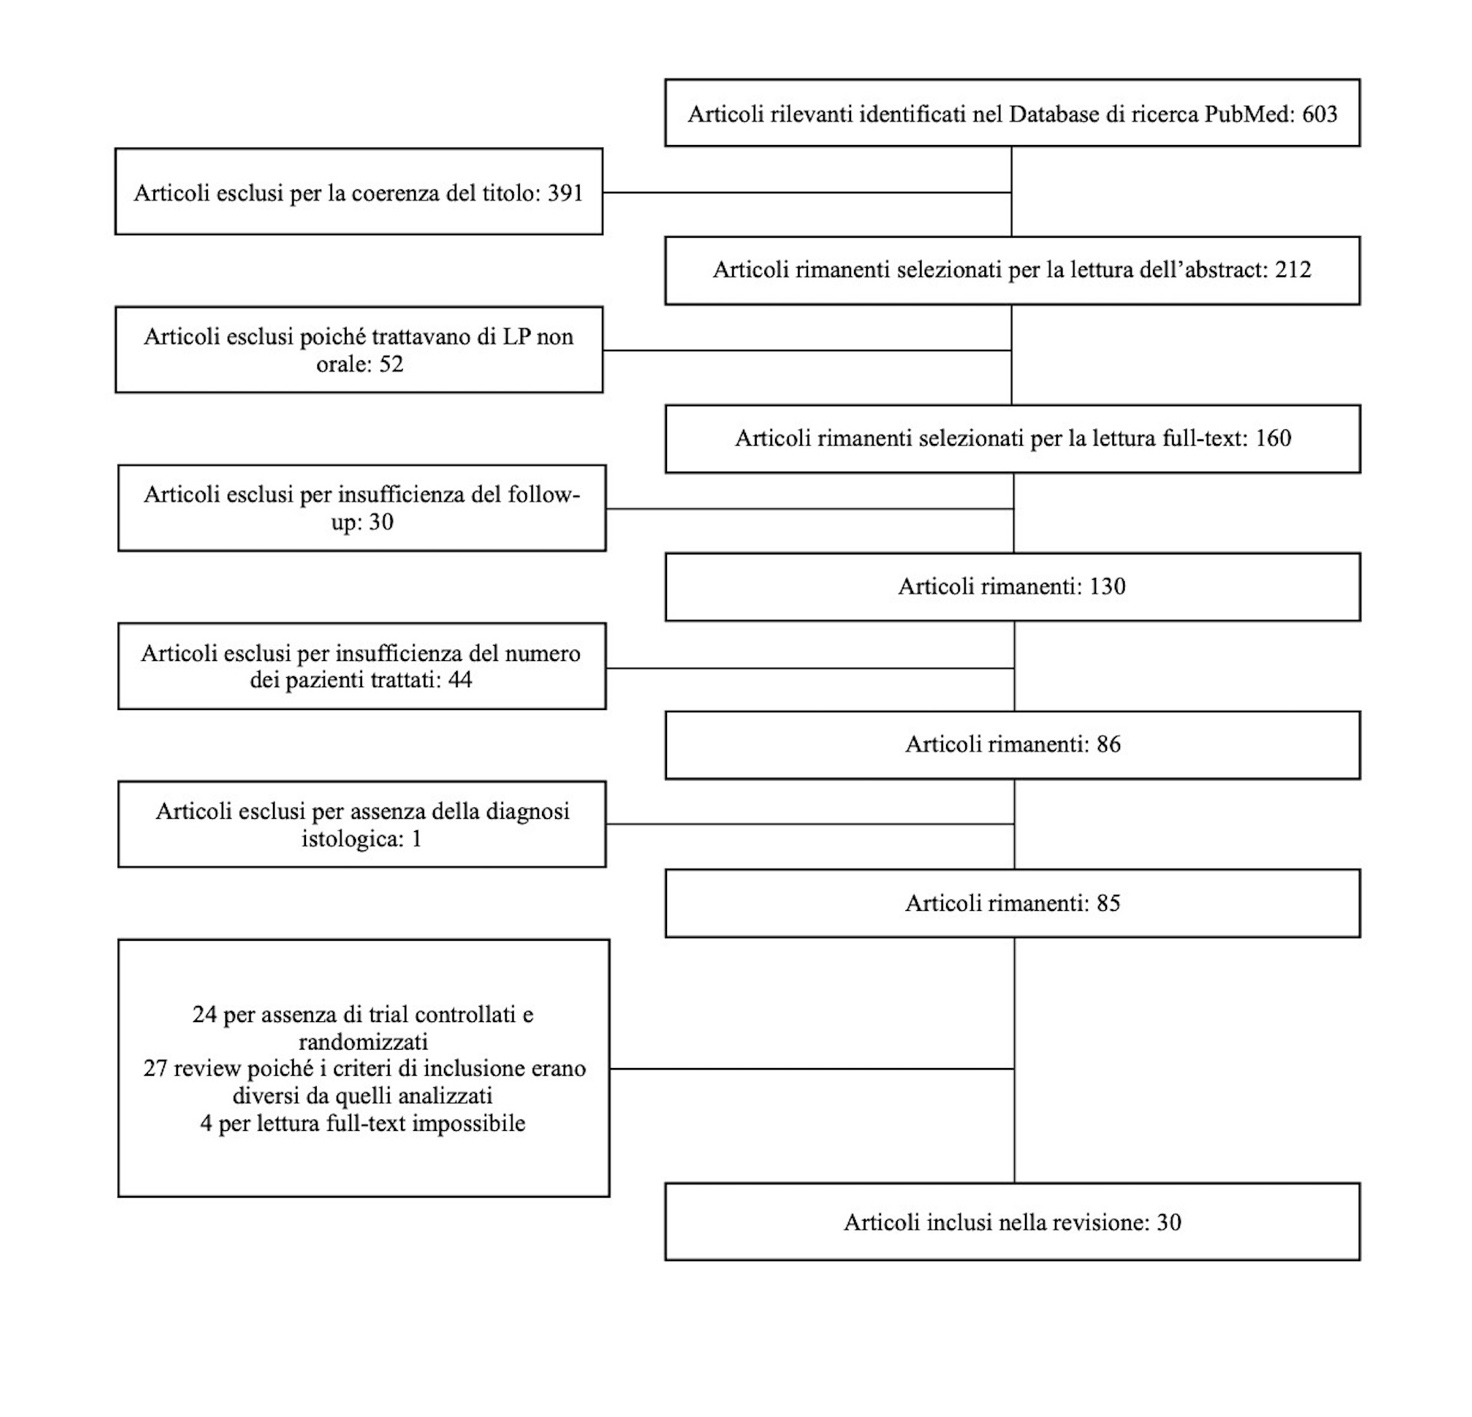 Articoli rilevanti identificati nel Database di ricerca PubMed: 603
Articoli esclusi per la coerenza del titolo: 391
Articoli rimanenti selezionati per la lettura dell’abstract: 212
Articoli esclusi poiché trattavano di LP non
orale: 52
Articoli rimanenti selezionati per la lettura full-text: 160
Articoli esclusi per insufficienza del follow-
up: 30
Articoli rimanenti: 130
Articoli esclusi per insufficienza del numero
dei pazienti trattati: 44
Articoli rimanenti: 86
Articoli esclusi per assenza della diagnosi
istologica: 1
Articoli rimanenti: 85
24 per assenza di trial controllati e
randomizzati
27 review poiché i criteri di inclusione erano
diversi da quelli analizzati
4 per lettura full-text impossibile
Articoli inclusi nella revisione: 30